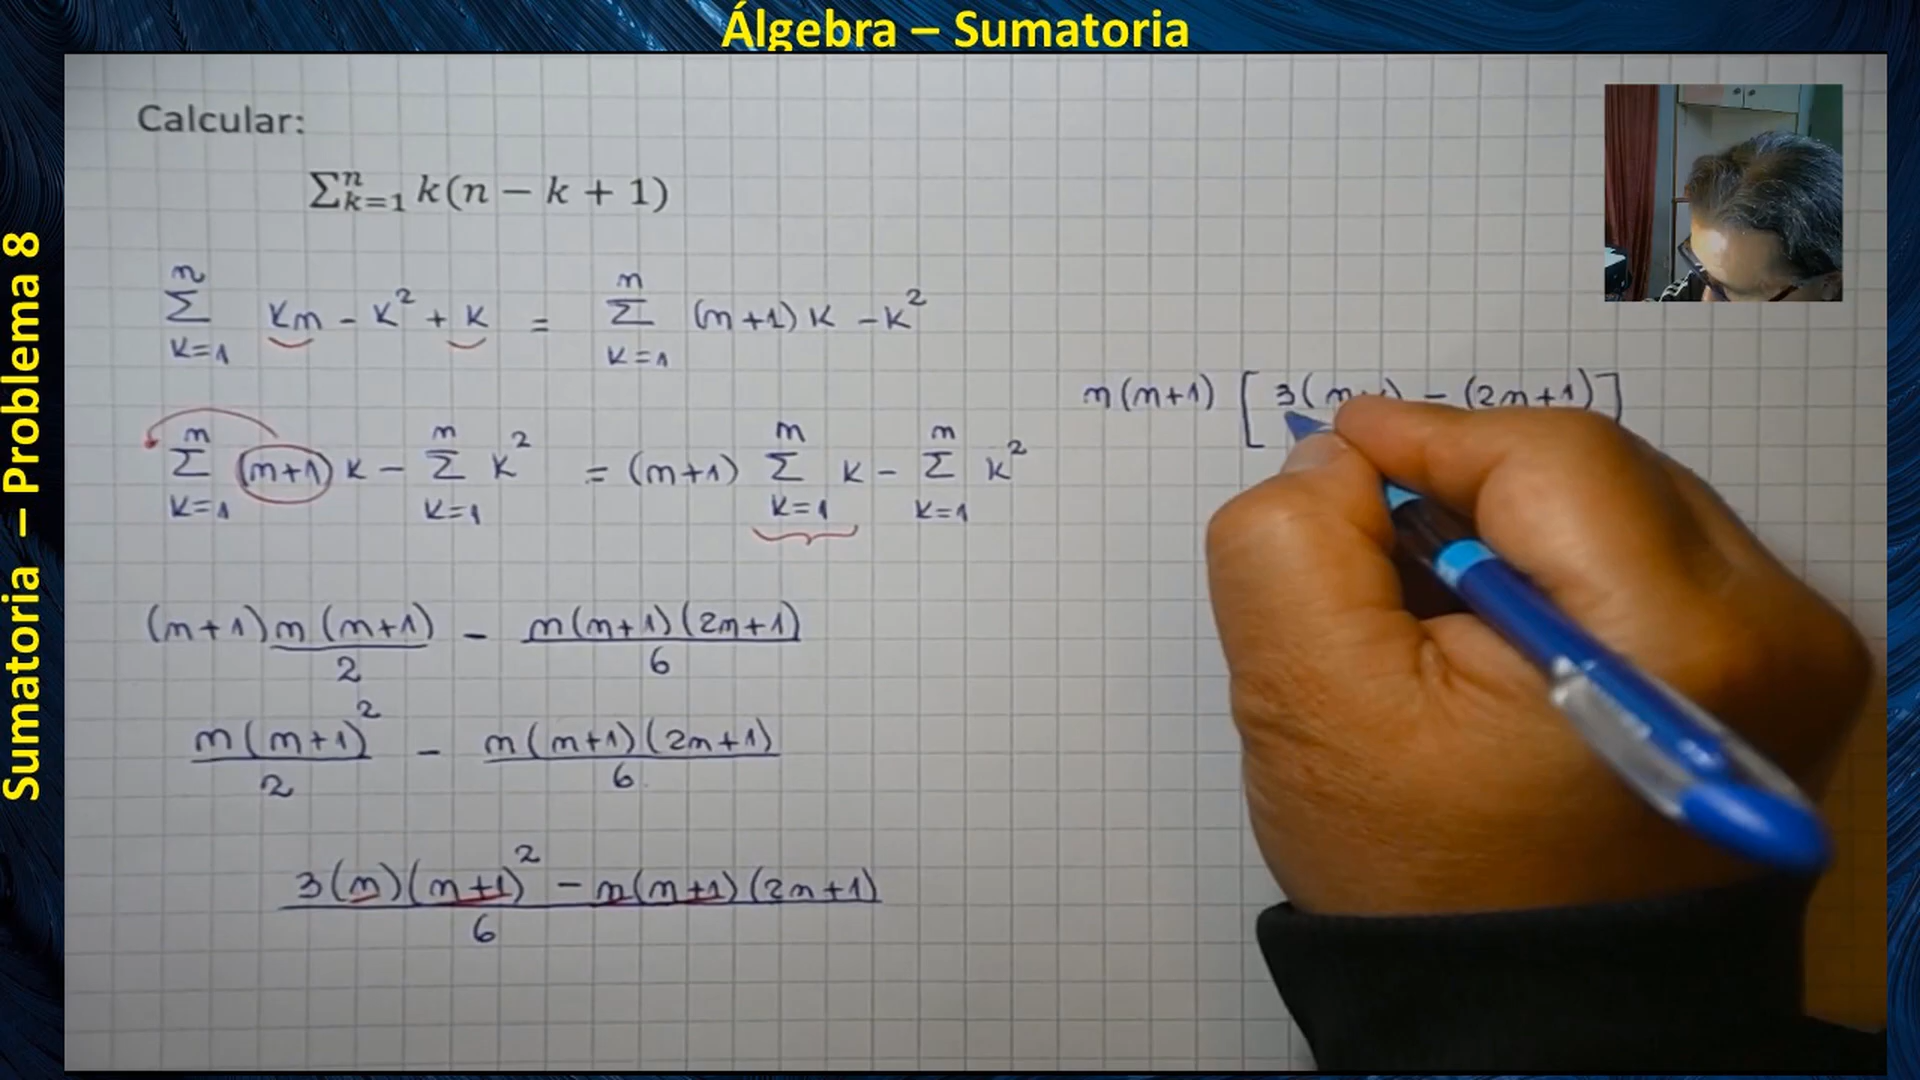 Álgebra – Sumatoria
Sumatoria – Problema 8
Calcular:
∑ₖ₌₁ⁿ k(n − k + 1)
∑ₖ₌₁ⁿ kn - k² + k = ∑ₖ₌₁ⁿ (n+1)k - k²
∑ₖ₌₁ⁿ (n+1)k - ∑ₖ₌₁ⁿ k² = (n+1) ∑ₖ₌₁ⁿ k - ∑ₖ₌₁ⁿ k²
(n+1) n(n+1)/2 - n(n+1)(2n+1)/6
n(n+1)²/2 - n(n+1)(2n+1)/6
3(n)(n+1)² - n(n+1)(2n+1)/6
n(n+1) [ 3( - (2n+1) ]